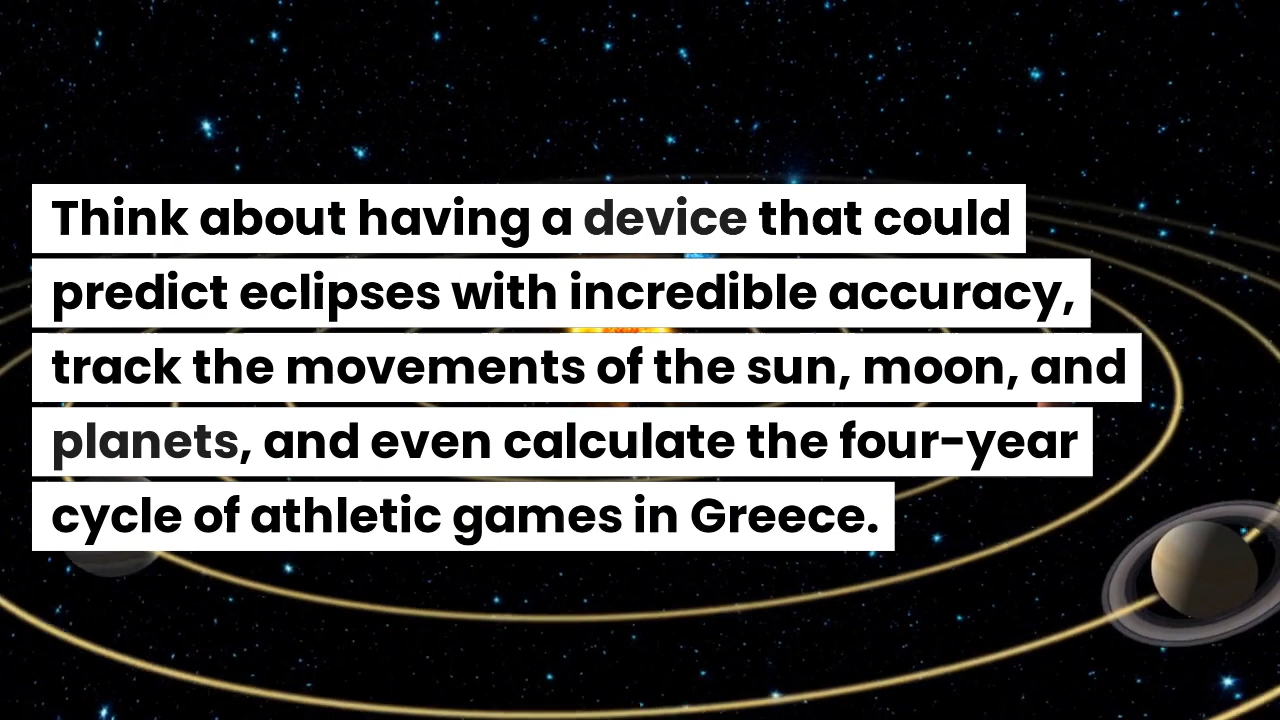 Think about having a device that could
predict eclipses with incredible accuracy,
track the movements of the sun, moon, and
planets, and even calculate the four-year
cycle of athletic games in Greece.